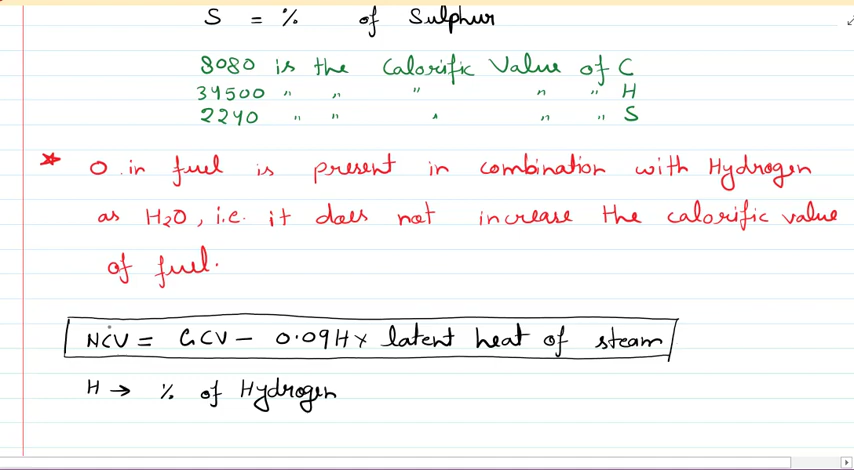 S = % of Sulphur
8080 is the Calorific Value of C
34500 " " " " " H
2240 " " " " " S
* O in fuel is present in combination with Hydrogen
as H2O, i.e. it does not increase the calorific value
of fuel.
NCV = GCV - 0.09H x latent heat of steam
H → % of Hydrogen